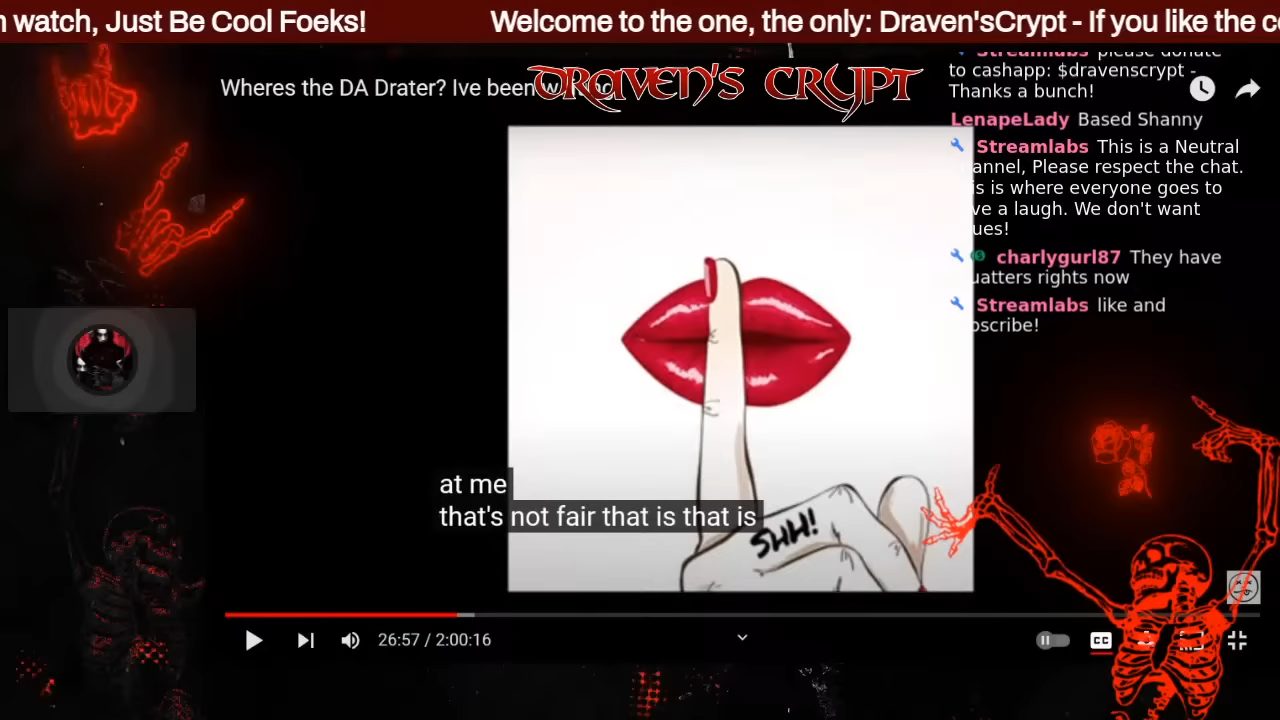 watch, Just Be Cool Foeks!
Welcome to the one, the only: Draven'sCrypt - If you like the
Wheres the DA Drater? Ive been
DRAVEN'S CRYPT
Streamlabs please donate
to cashapp: $dravenscrypt -
Thanks a bunch!
LenapeLady Based Shanny
Streamlabs This is a Neutral
annel, Please respect the chat.
is is where everyone goes to
ve a laugh. We don't want
ues!
charlygurl87 They have
uatters rights now
Streamlabs like and
oscribe!
at me
that's not fair that is that is
SHH!
26:57 / 2:00:16
CC